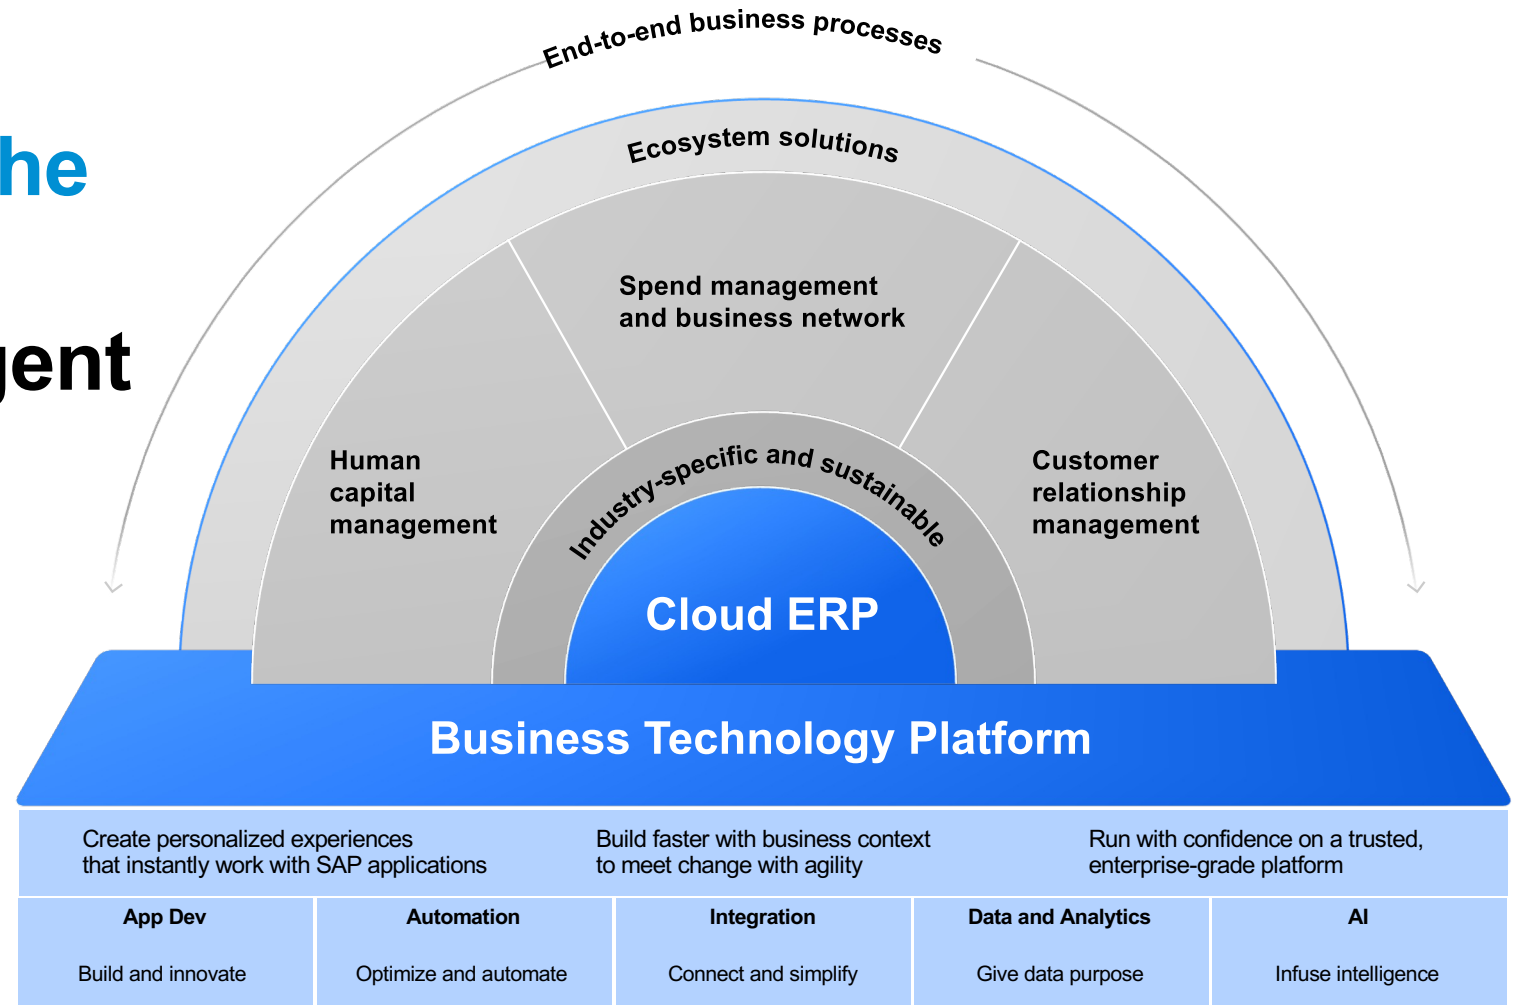 End-to-end business processes
he
gent
Ecosystem solutions
Spend management
and business network
Human
capital
management
Customer
relationship
management
Industry-specific and sustainable
Cloud ERP
Business Technology Platform
Create personalized experiences
that instantly work with SAP applications
Build faster with business context
to meet change with agility
Run with confidence on a trusted,
enterprise-grade platform
App Dev
Build and innovate
Automation
Optimize and automate
Integration
Connect and simplify
Data and Analytics
Give data purpose
AI
Infuse intelligence